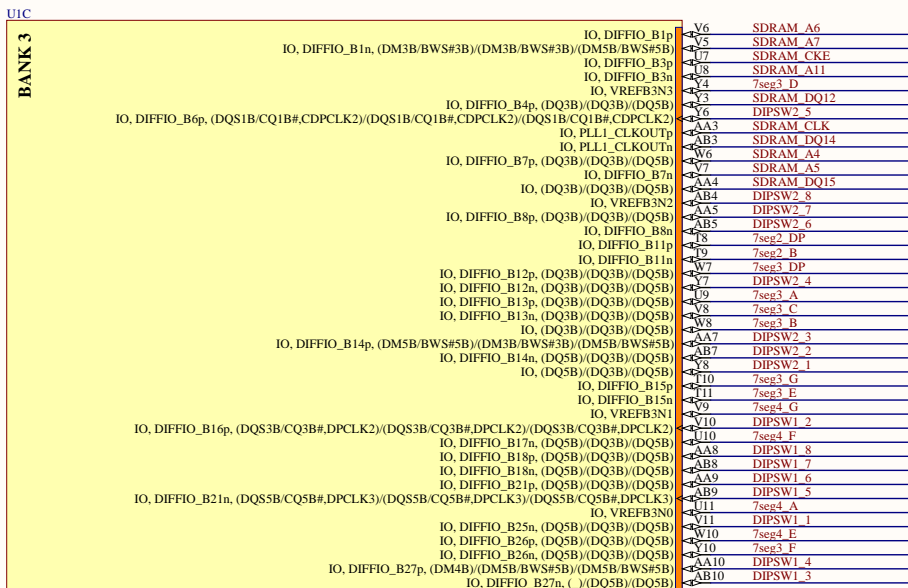 U1C
BANK 3
IO, DIFFIO_B1p V6 SDRAM_A6
IO, DIFFIO_B1n, (DM3B/BWS#3B)/(DM3B/BWS#3B)/(DM5B/BWS#5B) V5 SDRAM_A7
IO, DIFFIO_B3p U7 SDRAM_CKE
IO, DIFFIO_B3n U8 SDRAM_A11
IO, VREFB3N3 Y4 7seg3_D
IO, DIFFIO_B4p, (DQ3B)/(DQ3B)/(DQ5B) Y3 SDRAM_DQ12
IO, DIFFIO_B6p, (DQS1B/CQ1B#,CDPCLK2)/(DQS1B/CQ1B#,CDPCLK2)/(DQS1B/CQ1B#,CDPCLK2) Y6 DIPSW2_5
IO, PLL1_CLKOUTp AA3 SDRAM_CLK
IO, PLL1_CLKOUTn AB3 SDRAM_DQ14
IO, DIFFIO_B7p, (DQ3B)/(DQ3B)/(DQ5B) W6 SDRAM_A4
IO, DIFFIO_B7n V7 SDRAM_A5
IO, (DQ3B)/(DQ3B)/(DQ5B) AA4 SDRAM_DQ15
IO, VREFB3N2 AB4 DIPSW2_8
IO, DIFFIO_B8p, (DQ3B)/(DQ3B)/(DQ5B) AA5 DIPSW2_7
IO, DIFFIO_B8n AB5 DIPSW2_6
IO, DIFFIO_B11p T8 7seg2_DP
IO, DIFFIO_B11n T9 7seg2_B
IO, DIFFIO_B12p, (DQ3B)/(DQ3B)/(DQ5B) W7 7seg3_DP
IO, DIFFIO_B12n, (DQ3B)/(DQ3B)/(DQ5B) Y7 DIPSW2_4
IO, DIFFIO_B13p, (DQ3B)/(DQ3B)/(DQ5B) U9 7seg3_A
IO, DIFFIO_B13n, (DQ3B)/(DQ3B)/(DQ5B) V8 7seg3_C
IO, (DQ3B)/(DQ3B)/(DQ5B) W8 7seg3_B
IO, DIFFIO_B14p, (DM5B/BWS#5B)/(DM3B/BWS#3B)/(DM5B/BWS#5B) AA7 DIPSW2_3
IO, DIFFIO_B14n, (DQ5B)/(DQ3B)/(DQ5B) AB7 DIPSW2_2
IO, (DQ5B)/(DQ3B)/(DQ5B) Y8 DIPSW2_1
IO, DIFFIO_B15p T10 7seg3_G
IO, DIFFIO_B15n T11 7seg3_E
IO, VREFB3N1 V9 7seg4_G
IO, DIFFIO_B16p, (DQS3B/CQ3B#,DPCLK2)/(DQS3B/CQ3B#,DPCLK2)/(DQS3B/CQ3B#,DPCLK2) V10 DIPSW1_2
IO, DIFFIO_B17n, (DQ5B)/(DQ3B)/(DQ5B) U10 7seg4_F
IO, DIFFIO_B18p, (DQ5B)/(DQ3B)/(DQ5B) AA8 DIPSW1_8
IO, DIFFIO_B18n, (DQ5B)/(DQ3B)/(DQ5B) AB8 DIPSW1_7
IO, DIFFIO_B21p, (DQ5B)/(DQ3B)/(DQ5B) AA9 DIPSW1_6
IO, DIFFIO_B21n, (DQS5B/CQ5B#,DPCLK3)/(DQS5B/CQ5B#,DPCLK3)/(DQS5B/CQ5B#,DPCLK3) AB9 DIPSW1_5
IO, VREFB3N0 U11 7seg4_A
IO, DIFFIO_B25n, (DQ5B)/(DQ3B)/(DQ5B) V11 DIPSW1_1
IO, DIFFIO_B26p, (DQ5B)/(DQ3B)/(DQ5B) W10 7seg4_E
IO, DIFFIO_B26n, (DQ5B)/(DQ3B)/(DQ5B) Y10 7seg3_F
IO, DIFFIO_B27p, (DM4B)/(DM5B/BWS#5B)/(DM5B/BWS#5B) AA10 DIPSW1_4
IO, DIFFIO_B27n, ( )/(DQ5B)/(DQ5B) AB10 DIPSW1_3